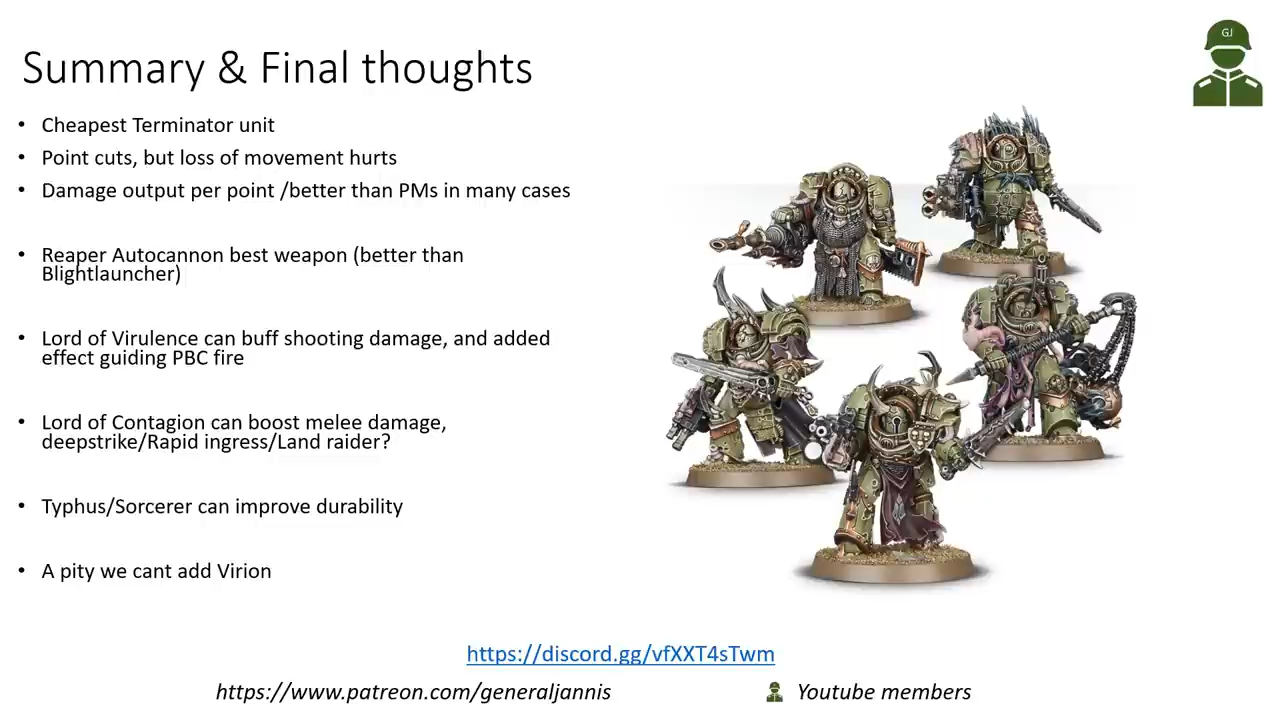 GJ
Summary & Final thoughts
• Cheapest Terminator unit
• Point cuts, but loss of movement hurts
• Damage output per point /better than PMs in many cases
• Reaper Autocannon best weapon (better than
Blightlauncher)
• Lord of Virulence can buff shooting damage, and added
effect guiding PBC fire
• Lord of Contagion can boost melee damage,
deepstrike/Rapid ingress/Land raider?
• Typhus/Sorcerer can improve durability
• A pity we cant add Virion
https://discord.gg/vfXXT4sTwm
https://www.patreon.com/generaljannis
Youtube members